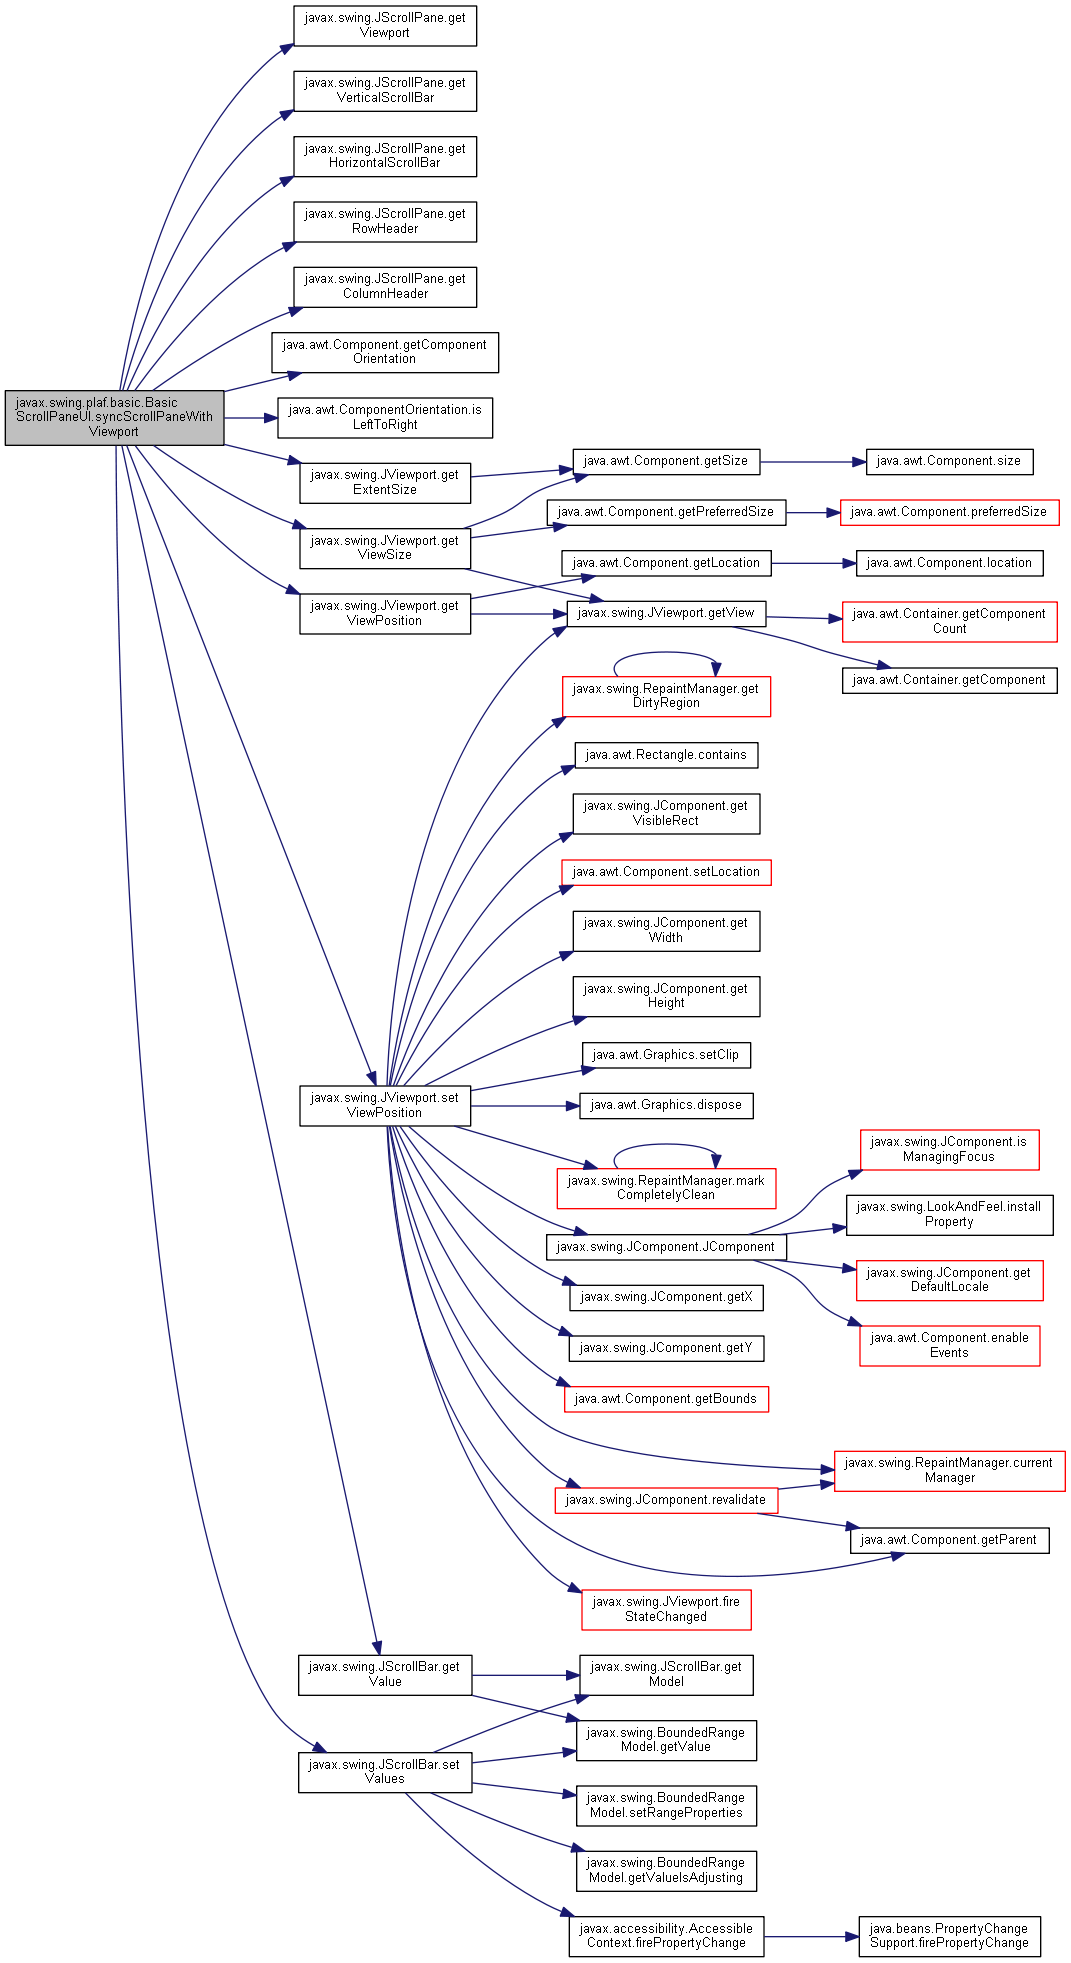 javax.swing.plaf.basic.Basic
ScrollPaneUI.syncScrollPaneWith
Viewport
javax.swing.JScrollPane.get
Viewport
javax.swing.JScrollPane.get
VerticalScrollBar
javax.swing.JScrollPane.get
HorizontalScrollBar
javax.swing.JScrollPane.get
RowHeader
javax.swing.JScrollPane.get
ColumnHeader
java.awt.Component.getComponent
Orientation
java.awt.ComponentOrientation.is
LeftToRight
javax.swing.JViewport.get
ExtentSize
javax.swing.JViewport.get
ViewSize
javax.swing.JViewport.get
ViewPosition
javax.swing.JViewport.set
ViewPosition
javax.swing.JScrollBar.get
Value
javax.swing.JScrollBar.set
Values
java.awt.Component.getSize
java.awt.Component.getPreferredSize
java.awt.Component.getLocation
javax.swing.JViewport.getView
javax.swing.RepaintManager.get
DirtyRegion
java.awt.Rectangle.contains
javax.swing.JComponent.get
VisibleRect
java.awt.Component.setLocation
javax.swing.JComponent.get
Width
javax.swing.JComponent.get
Height
java.awt.Graphics.setClip
java.awt.Graphics.dispose
javax.swing.RepaintManager.mark
CompletelyClean
javax.swing.JComponent.JComponent
javax.swing.JComponent.getX
javax.swing.JComponent.getY
java.awt.Component.getBounds
javax.swing.JComponent.revalidate
javax.swing.JViewport.fire
StateChanged
javax.swing.JScrollBar.get
Model
javax.swing.BoundedRange
Model.getValue
javax.swing.BoundedRange
Model.setRangeProperties
javax.swing.BoundedRange
Model.getValueIsAdjusting
javax.accessibility.Accessible
Context.firePropertyChange
java.awt.Component.size
java.awt.Component.preferredSize
java.awt.Component.location
java.awt.Container.getComponent
Count
java.awt.Container.getComponent
javax.swing.JComponent.is
ManagingFocus
javax.swing.LookAndFeel.install
Property
javax.swing.JComponent.get
DefaultLocale
java.awt.Component.enable
Events
javax.swing.RepaintManager.current
Manager
java.awt.Component.getParent
java.beans.PropertyChange
Support.firePropertyChange